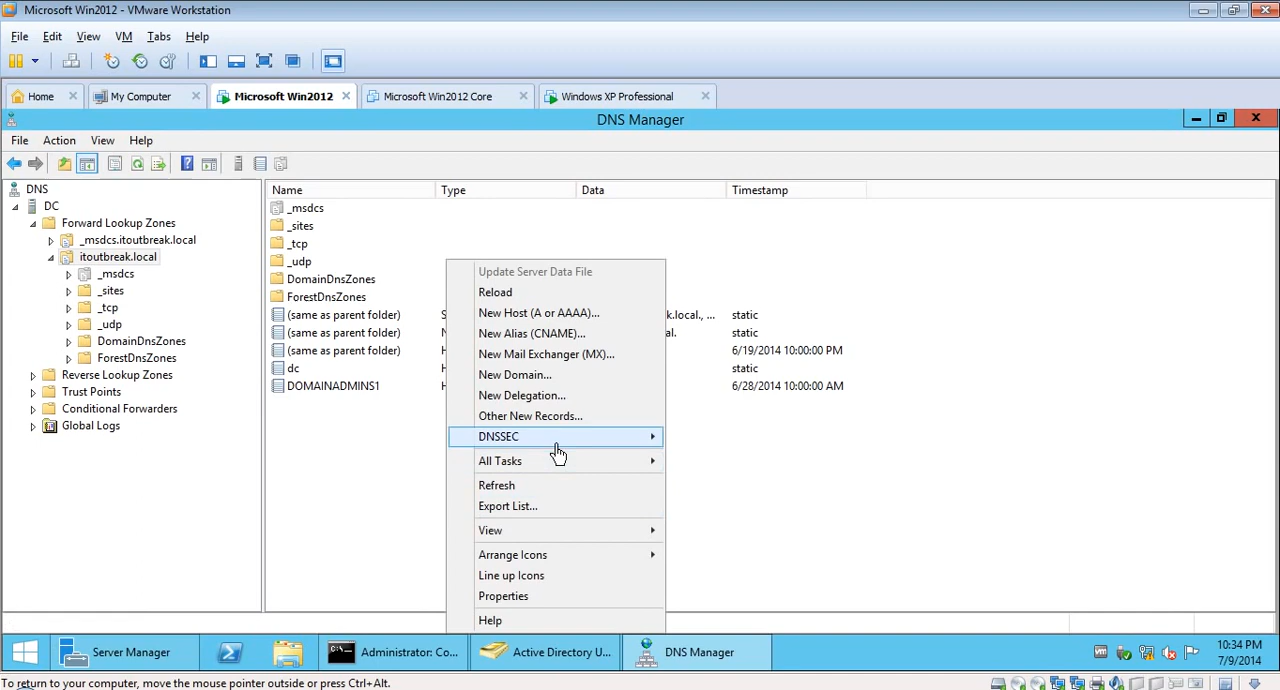 Microsoft Win2012 - VMware Workstation
File Edit View VM Tabs Help
Home My Computer Microsoft Win2012 Microsoft Win2012 Core Windows XP Professional
DNS Manager
File Action View Help
DNS Name Type Data Timestamp
DC _msdcs
Forward Lookup Zones _sites
_msdcs.itoutbreak.local _tcp
itoutbreak.local _udp
_msdcs DomainDnsZones Update Server Data File
_sites ForestDnsZones Reload
_tcp (same as parent folder) S New Host (A or AAAA)... k.local., ... static
_udp (same as parent folder) N New Alias (CNAME)... al. static
DomainDnsZones (same as parent folder) H New Mail Exchanger (MX)... 6/19/2014 10:00:00 PM
ForestDnsZones dc H New Domain... static
Reverse Lookup Zones DOMAINADMINS1 H New Delegation... 6/28/2014 10:00:00 AM
Trust Points Other New Records...
Conditional Forwarders DNSSEC
Global Logs All Tasks
Refresh
Export List...
View
Arrange Icons
Line up Icons
Properties
Help
Server Manager Administrator: Co... Active Directory U... DNS Manager 10:34 PM
7/9/2014
To return to your computer, move the mouse pointer outside or press Ctrl+Alt.